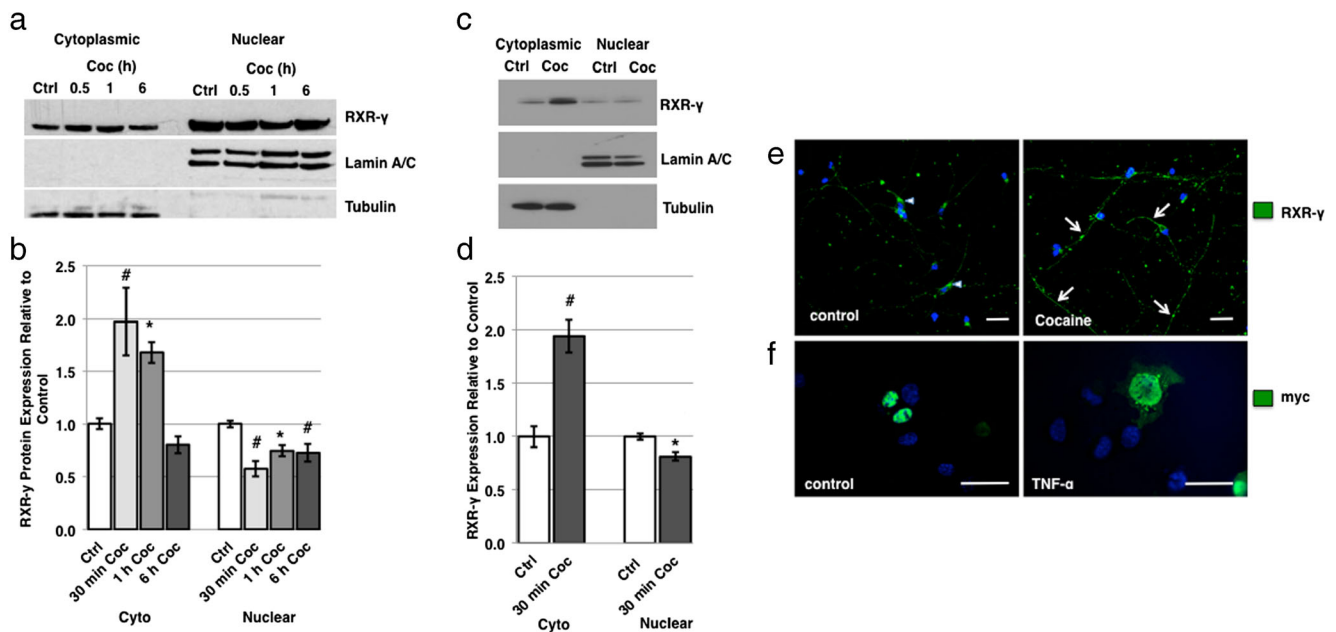 a
Cytoplasmic Nuclear
Coc (h) Coc (h)
Ctrl 0.5 1 6 Ctrl 0.5 1 6
RXR-γ
Lamin A/C
Tubulin
b
RXR-y Protein Expression Relative to
Control
2.5
2.0
1.5
1.0
0.5
0.0
# * # * #
Ctrl 30 min Coc 1 h Coc 6 h Coc Ctrl 30 min Coc 1 h Coc 6 h Coc
Cyto Nuclear
c
Cytoplasmic Nuclear
Ctrl Coc Ctrl Coc
RXR-γ
Lamin A/C
Tubulin
d
RXR-γ Expression Relative to Control
2.5
2.0
1.5
1.0
0.5
0.0
# *
Ctrl 30 min Coc Ctrl 30 min Coc
Cyto Nuclear
e
control Cocaine
RXR-γ
f
control TNF-α
myc